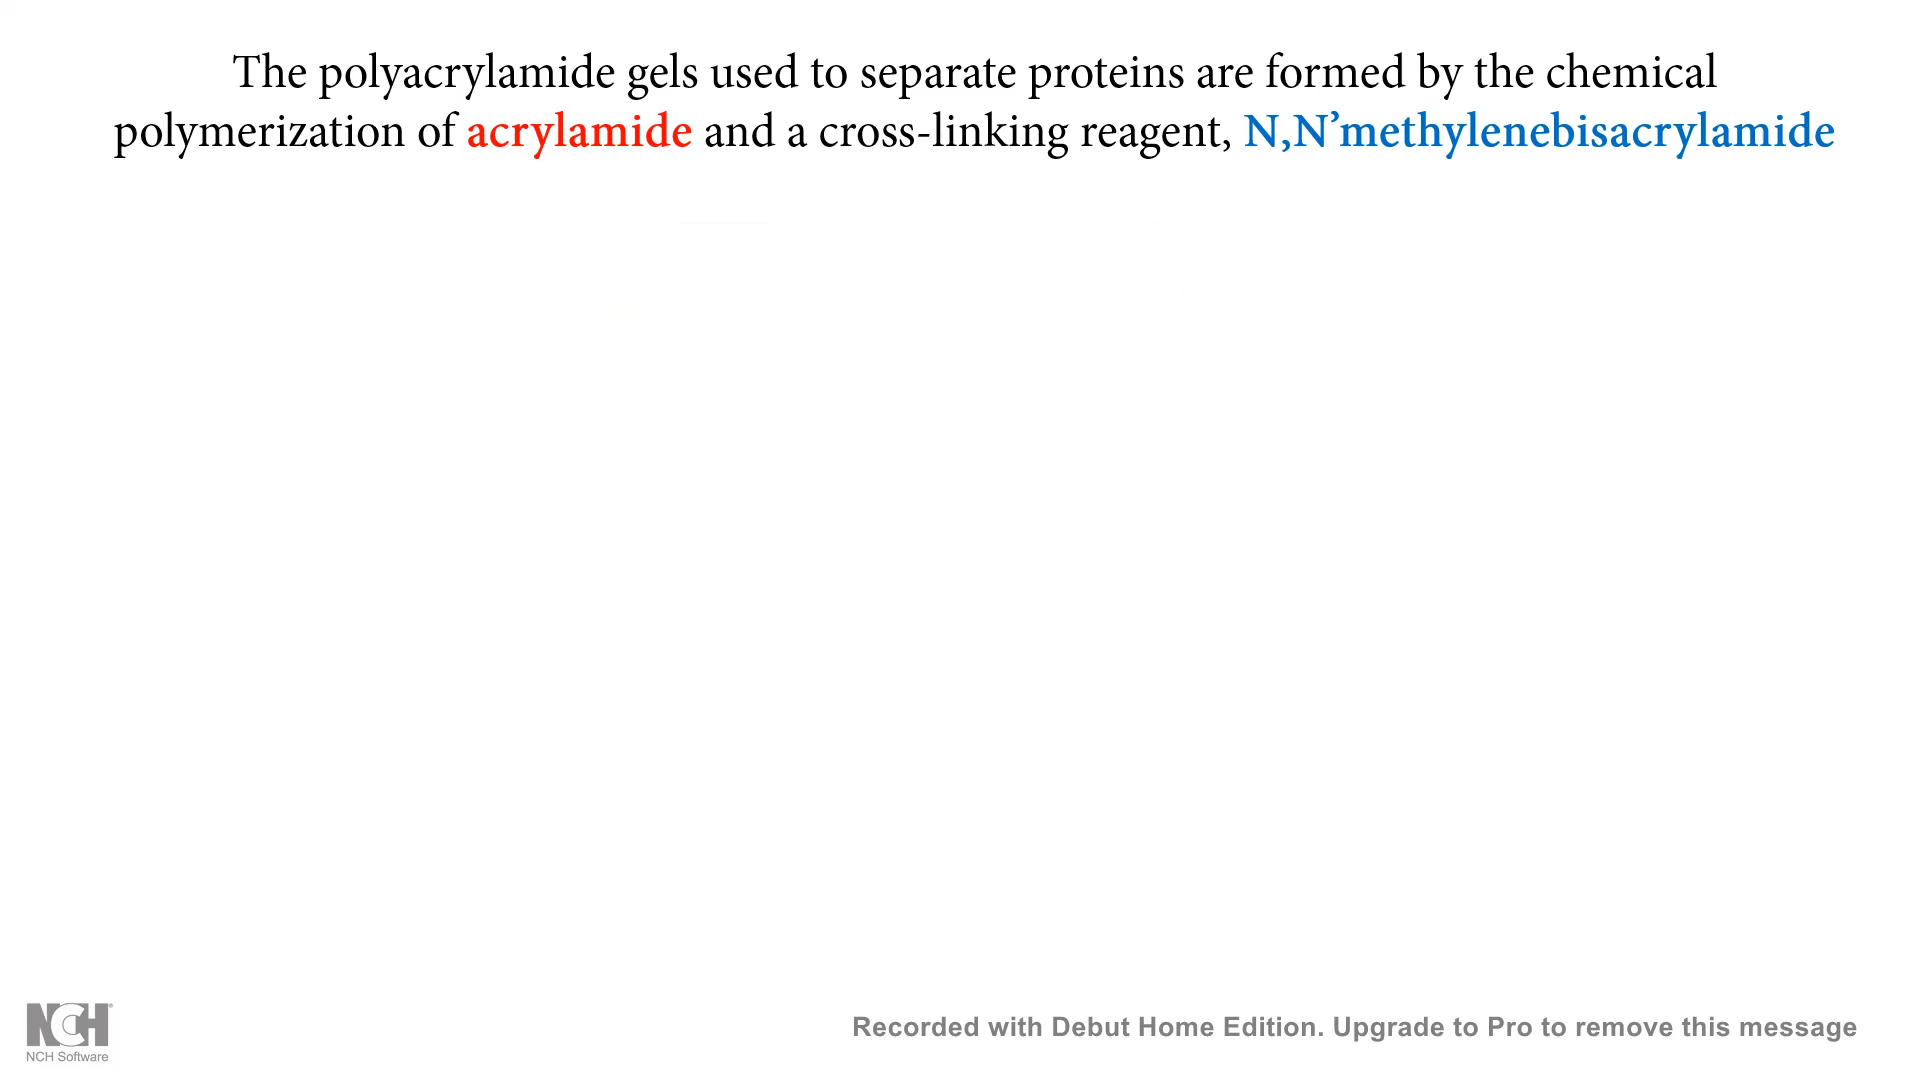 The polyacrylamide gels used to separate proteins are formed by the chemical
polymerization of acrylamide and a cross-linking reagent, N,N’methylenebisacrylamide
NCH
NCH Software
Recorded with Debut Home Edition. Upgrade to Pro to remove this message